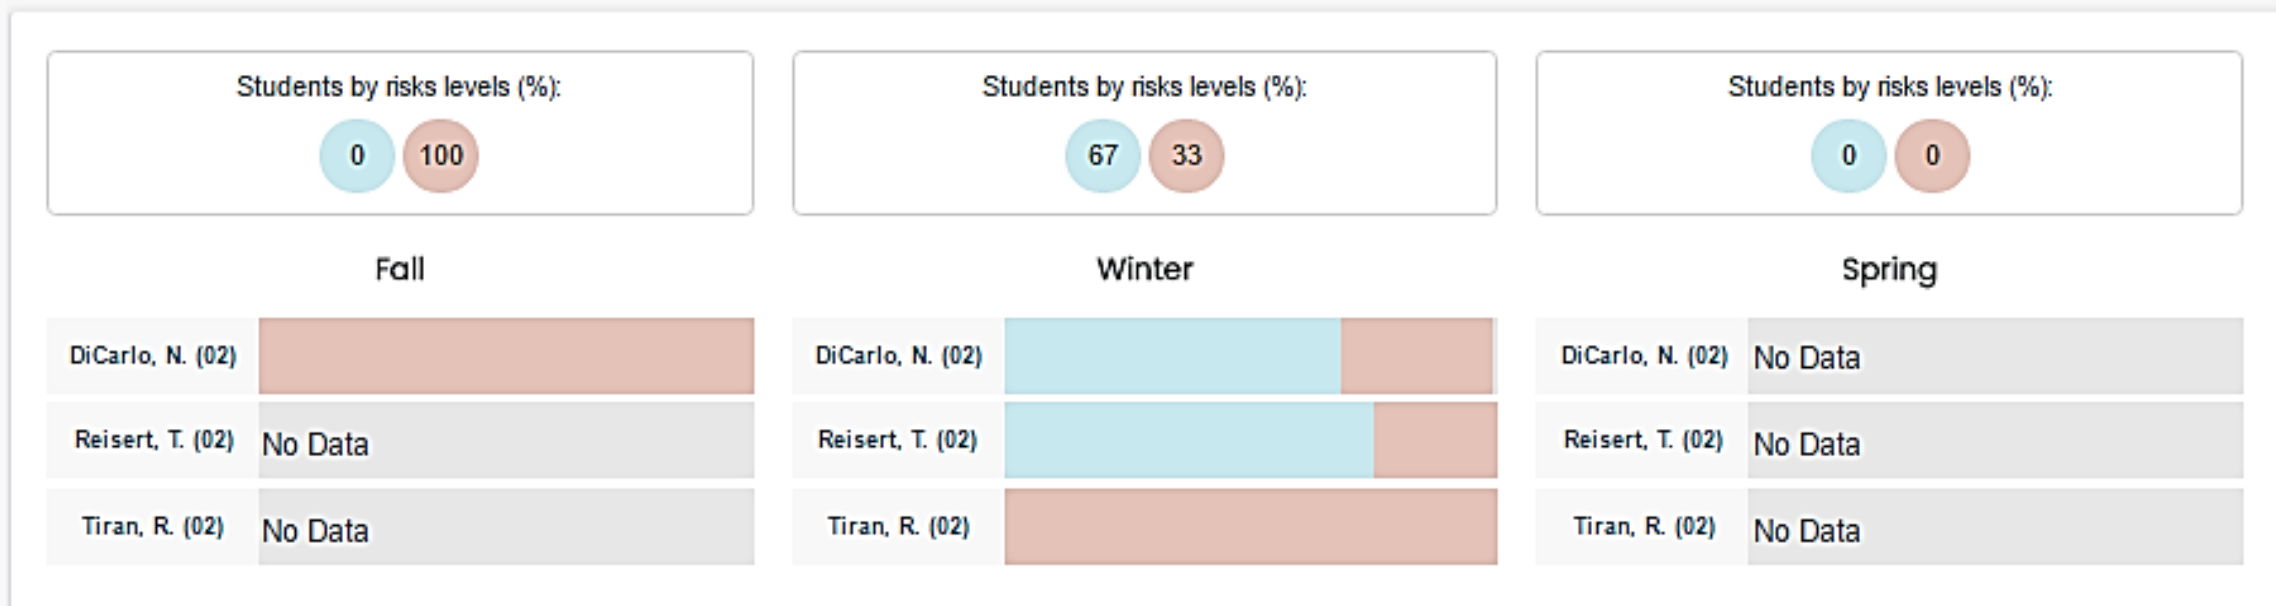 Students by risks levels (%):
0 100
Fall
DiCarlo, N. (02)
Reisert, T. (02) No Data
Tiran, R. (02) No Data
Students by risks levels (%):
67 33
Winter
DiCarlo, N. (02)
Reisert, T. (02)
Tiran, R. (02)
Students by risks levels (%):
0 0
Spring
DiCarlo, N. (02) No Data
Reisert, T. (02) No Data
Tiran, R. (02) No Data